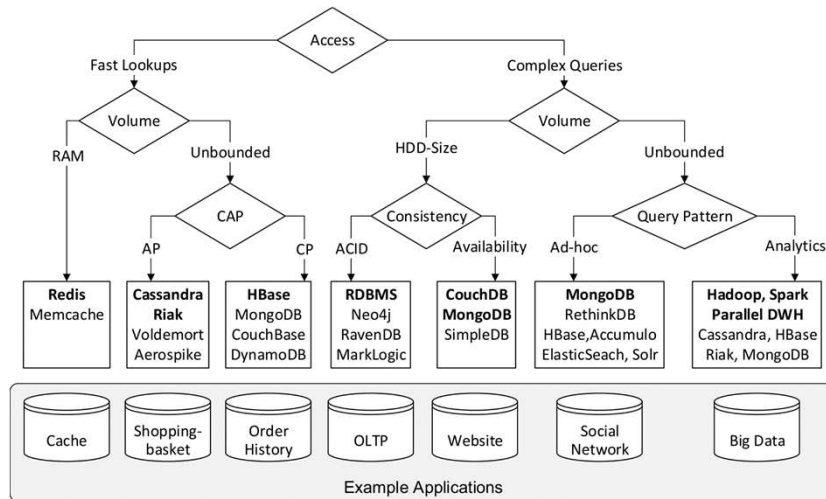 Access
Fast Lookups
Complex Queries
Volume
Volume
RAM
Unbounded
HDD-Size
Unbounded
CAP
Consistency
Query Pattern
AP
CP
ACID
Availability
Ad-hoc
Analytics
Redis
Memcache
Cassandra
Riak
Voldemort
Aerospike
HBase
MongoDB
CouchBase
DynamoDB
RDBMS
Neo4j
RavenDB
MarkLogic
CouchDB
MongoDB
SimpleDB
MongoDB
RethinkDB
HBase,Accumulo
ElasticSeach, Solr
Hadoop, Spark
Parallel DWH
Cassandra, HBase
Riak, MongoDB
Cache
Shopping-
basket
Order
History
OLTP
Website
Social
Network
Big Data
Example Applications